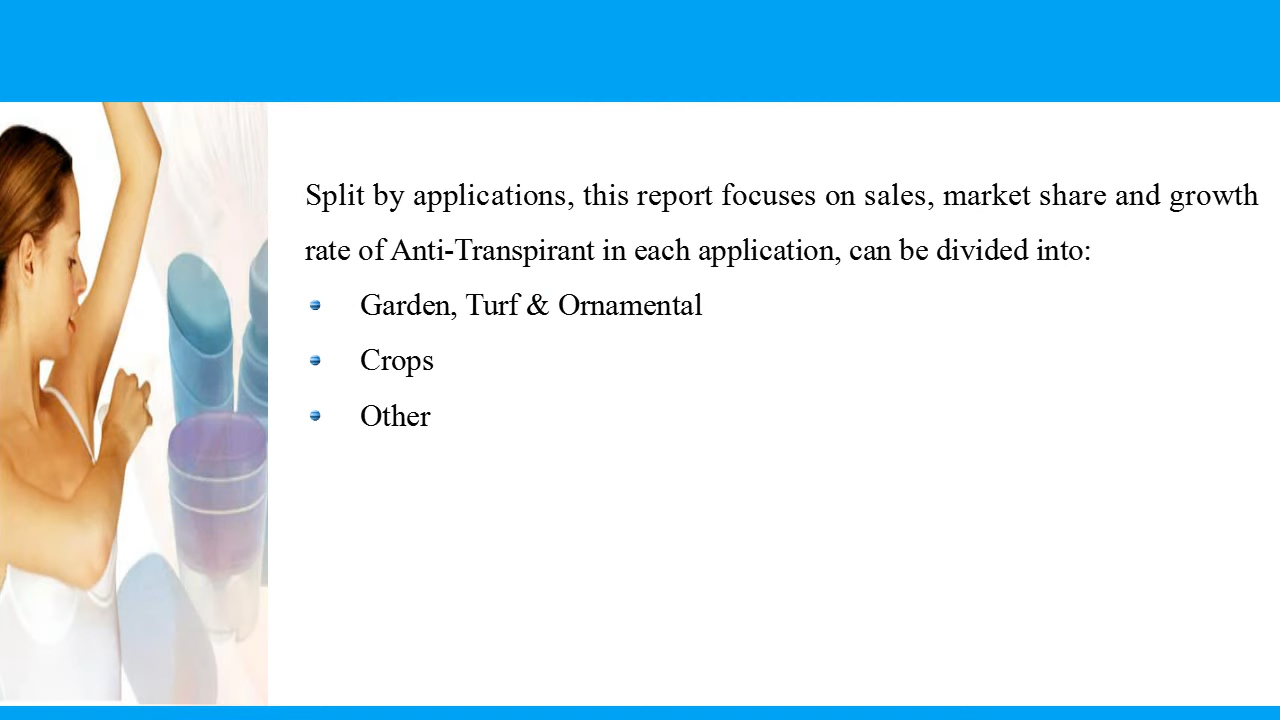 Split by applications, this report focuses on sales, market share and growth
rate of Anti-Transpirant in each application, can be divided into:
Garden, Turf & Ornamental
Crops
Other